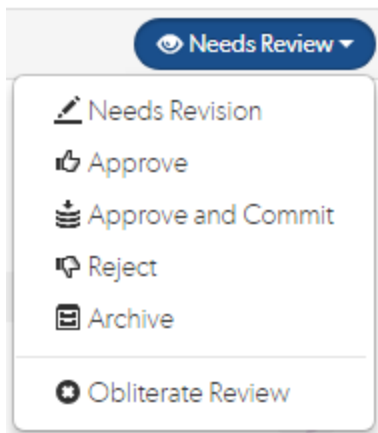 Needs Review
Needs Revision
Approve
Approve and Commit
Reject
Archive
Obliterate Review